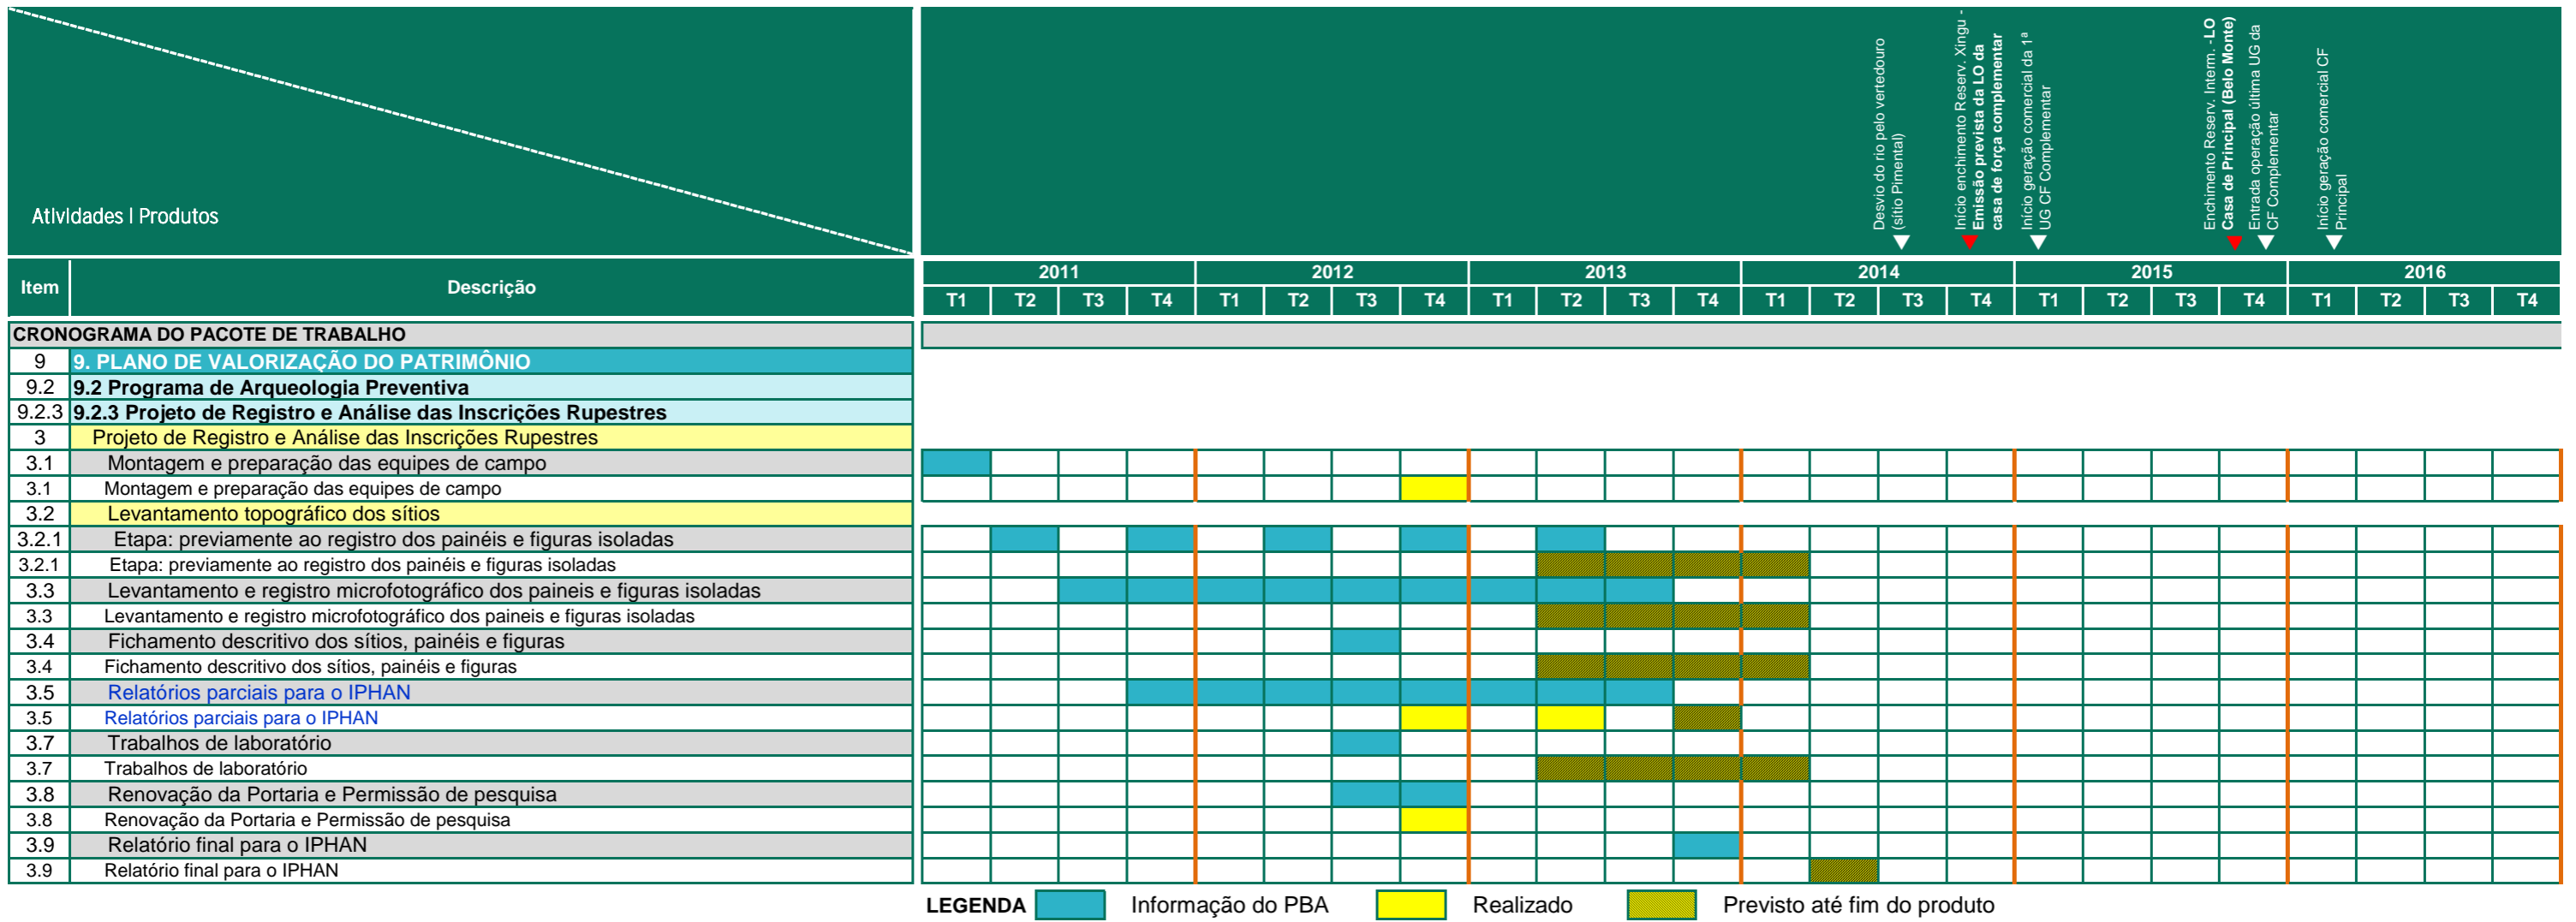 Atividades | Produtos
Desvio do rio pelo vertedouro
(sítio Pimental)
Início enchimento Reserv. Xingu -
Emissão prevista da LO da
casa de força complementar
Início geração comercial da 1ª
UG CF Complementar
Enchimento Reserv. Interm. -LO
Casa de Principal (Belo Monte)
Entrada operação última UG da
CF Complementar
Início geração comercial CF
Principal
Item Descrição 2011 2012 2013 2014 2015 2016
T1 T2 T3 T4 T1 T2 T3 T4 T1 T2 T3 T4 T1 T2 T3 T4 T1 T2 T3 T4 T1 T2 T3 T4
CRONOGRAMA DO PACOTE DE TRABALHO
9 9. PLANO DE VALORIZAÇÃO DO PATRIMÔNIO
9.2 9.2 Programa de Arqueologia Preventiva
9.2.3 9.2.3 Projeto de Registro e Análise das Inscrições Rupestres
3 Projeto de Registro e Análise das Inscrições Rupestres
3.1 Montagem e preparação das equipes de campo
3.1 Montagem e preparação das equipes de campo
3.2 Levantamento topográfico dos sítios
3.2.1 Etapa: previamente ao registro dos painéis e figuras isoladas
3.2.1 Etapa: previamente ao registro dos painéis e figuras isoladas
3.3 Levantamento e registro microfotográfico dos paineis e figuras isoladas
3.3 Levantamento e registro microfotográfico dos paineis e figuras isoladas
3.4 Fichamento descritivo dos sítios, painéis e figuras
3.4 Fichamento descritivo dos sítios, painéis e figuras
3.5 Relatórios parciais para o IPHAN
3.5 Relatórios parciais para o IPHAN
3.7 Trabalhos de laboratório
3.7 Trabalhos de laboratório
3.8 Renovação da Portaria e Permissão de pesquisa
3.8 Renovação da Portaria e Permissão de pesquisa
3.9 Relatório final para o IPHAN
3.9 Relatório final para o IPHAN
LEGENDA Informação do PBA Realizado Previsto até fim do produto